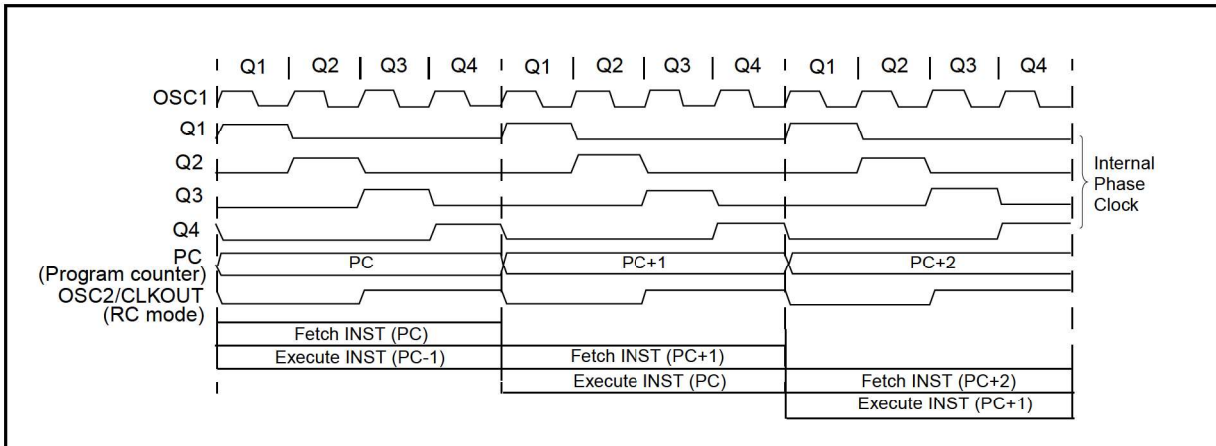 Q1 Q2 Q3 Q4 Q1 Q2 Q3 Q4 Q1 Q2 Q3 Q4
OSC1
Q1
Q2
Q3
Q4
Internal
Phase
Clock
PC
(Program counter)
PC PC+1 PC+2
OSC2/CLKOUT
(RC mode)
Fetch INST (PC)
Execute INST (PC-1) Fetch INST (PC+1)
Execute INST (PC) Fetch INST (PC+2)
Execute INST (PC+1)